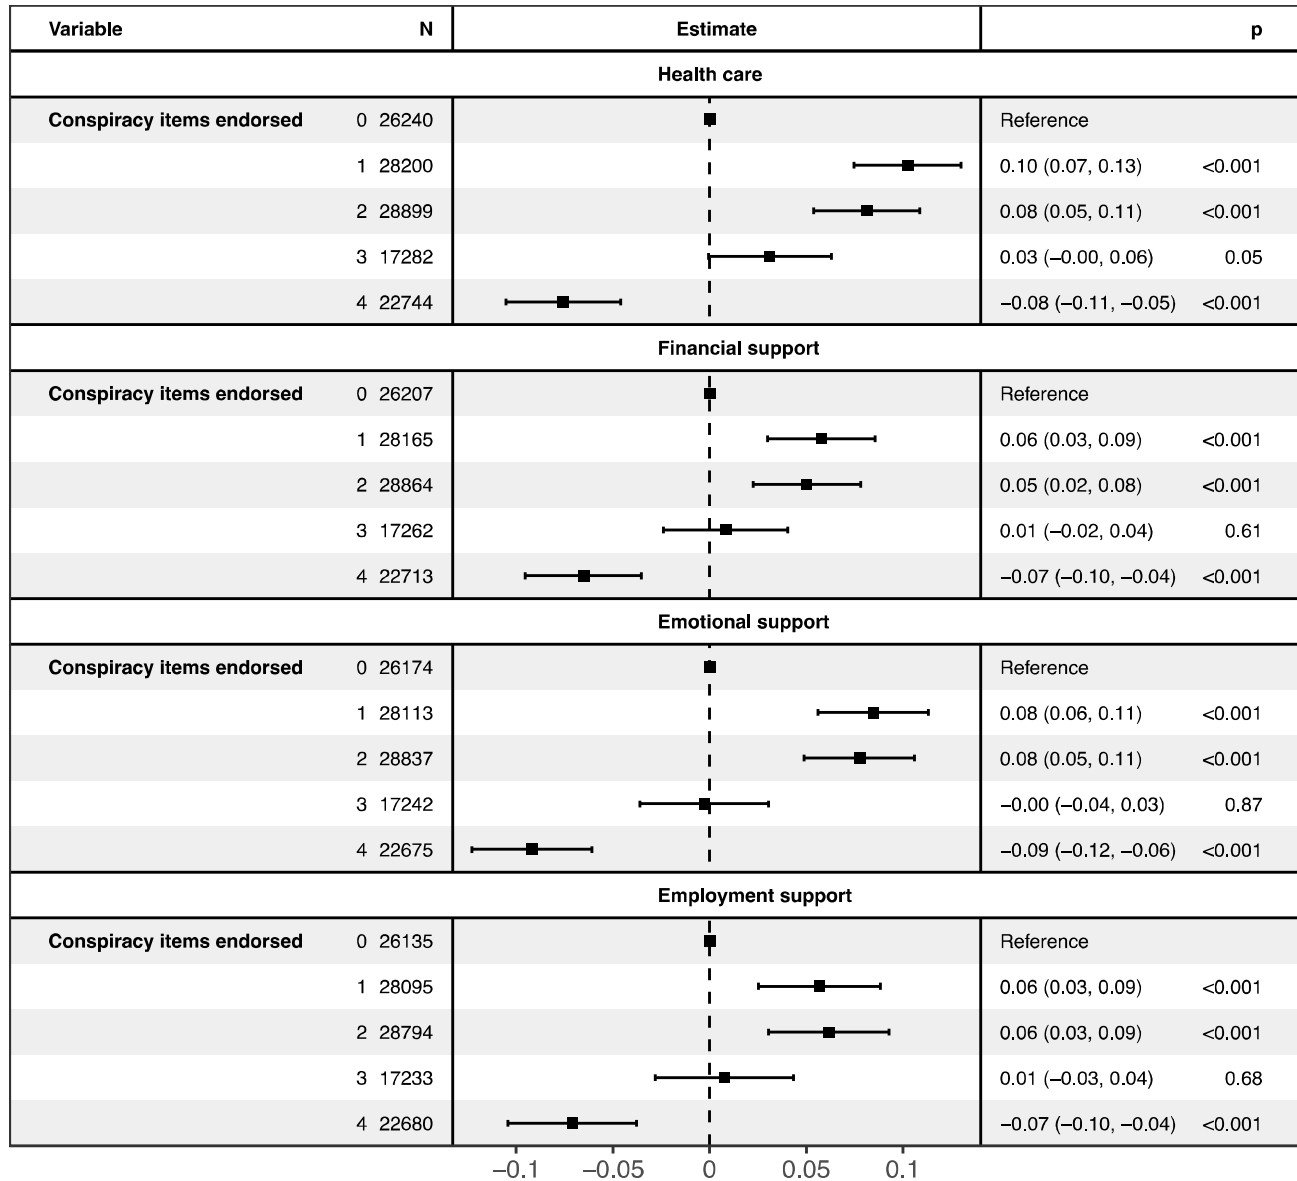 Variable N Estimate p
Health care
Conspiracy items endorsed 0 26240 Reference
1 28200 0.10 (0.07, 0.13) <0.001
2 28899 0.08 (0.05, 0.11) <0.001
3 17282 0.03 (−0.00, 0.06) 0.05
4 22744 −0.08 (−0.11, −0.05) <0.001
Financial support
Conspiracy items endorsed 0 26207 Reference
1 28165 0.06 (0.03, 0.09) <0.001
2 28864 0.05 (0.02, 0.08) <0.001
3 17262 0.01 (−0.02, 0.04) 0.61
4 22713 −0.07 (−0.10, −0.04) <0.001
Emotional support
Conspiracy items endorsed 0 26174 Reference
1 28113 0.08 (0.06, 0.11) <0.001
2 28837 0.08 (0.05, 0.11) <0.001
3 17242 −0.00 (−0.04, 0.03) 0.87
4 22675 −0.09 (−0.12, −0.06) <0.001
Employment support
Conspiracy items endorsed 0 26135 Reference
1 28095 0.06 (0.03, 0.09) <0.001
2 28794 0.06 (0.03, 0.09) <0.001
3 17233 0.01 (−0.03, 0.04) 0.68
4 22680 −0.07 (−0.10, −0.04) <0.001
−0.1 −0.05 0 0.05 0.1